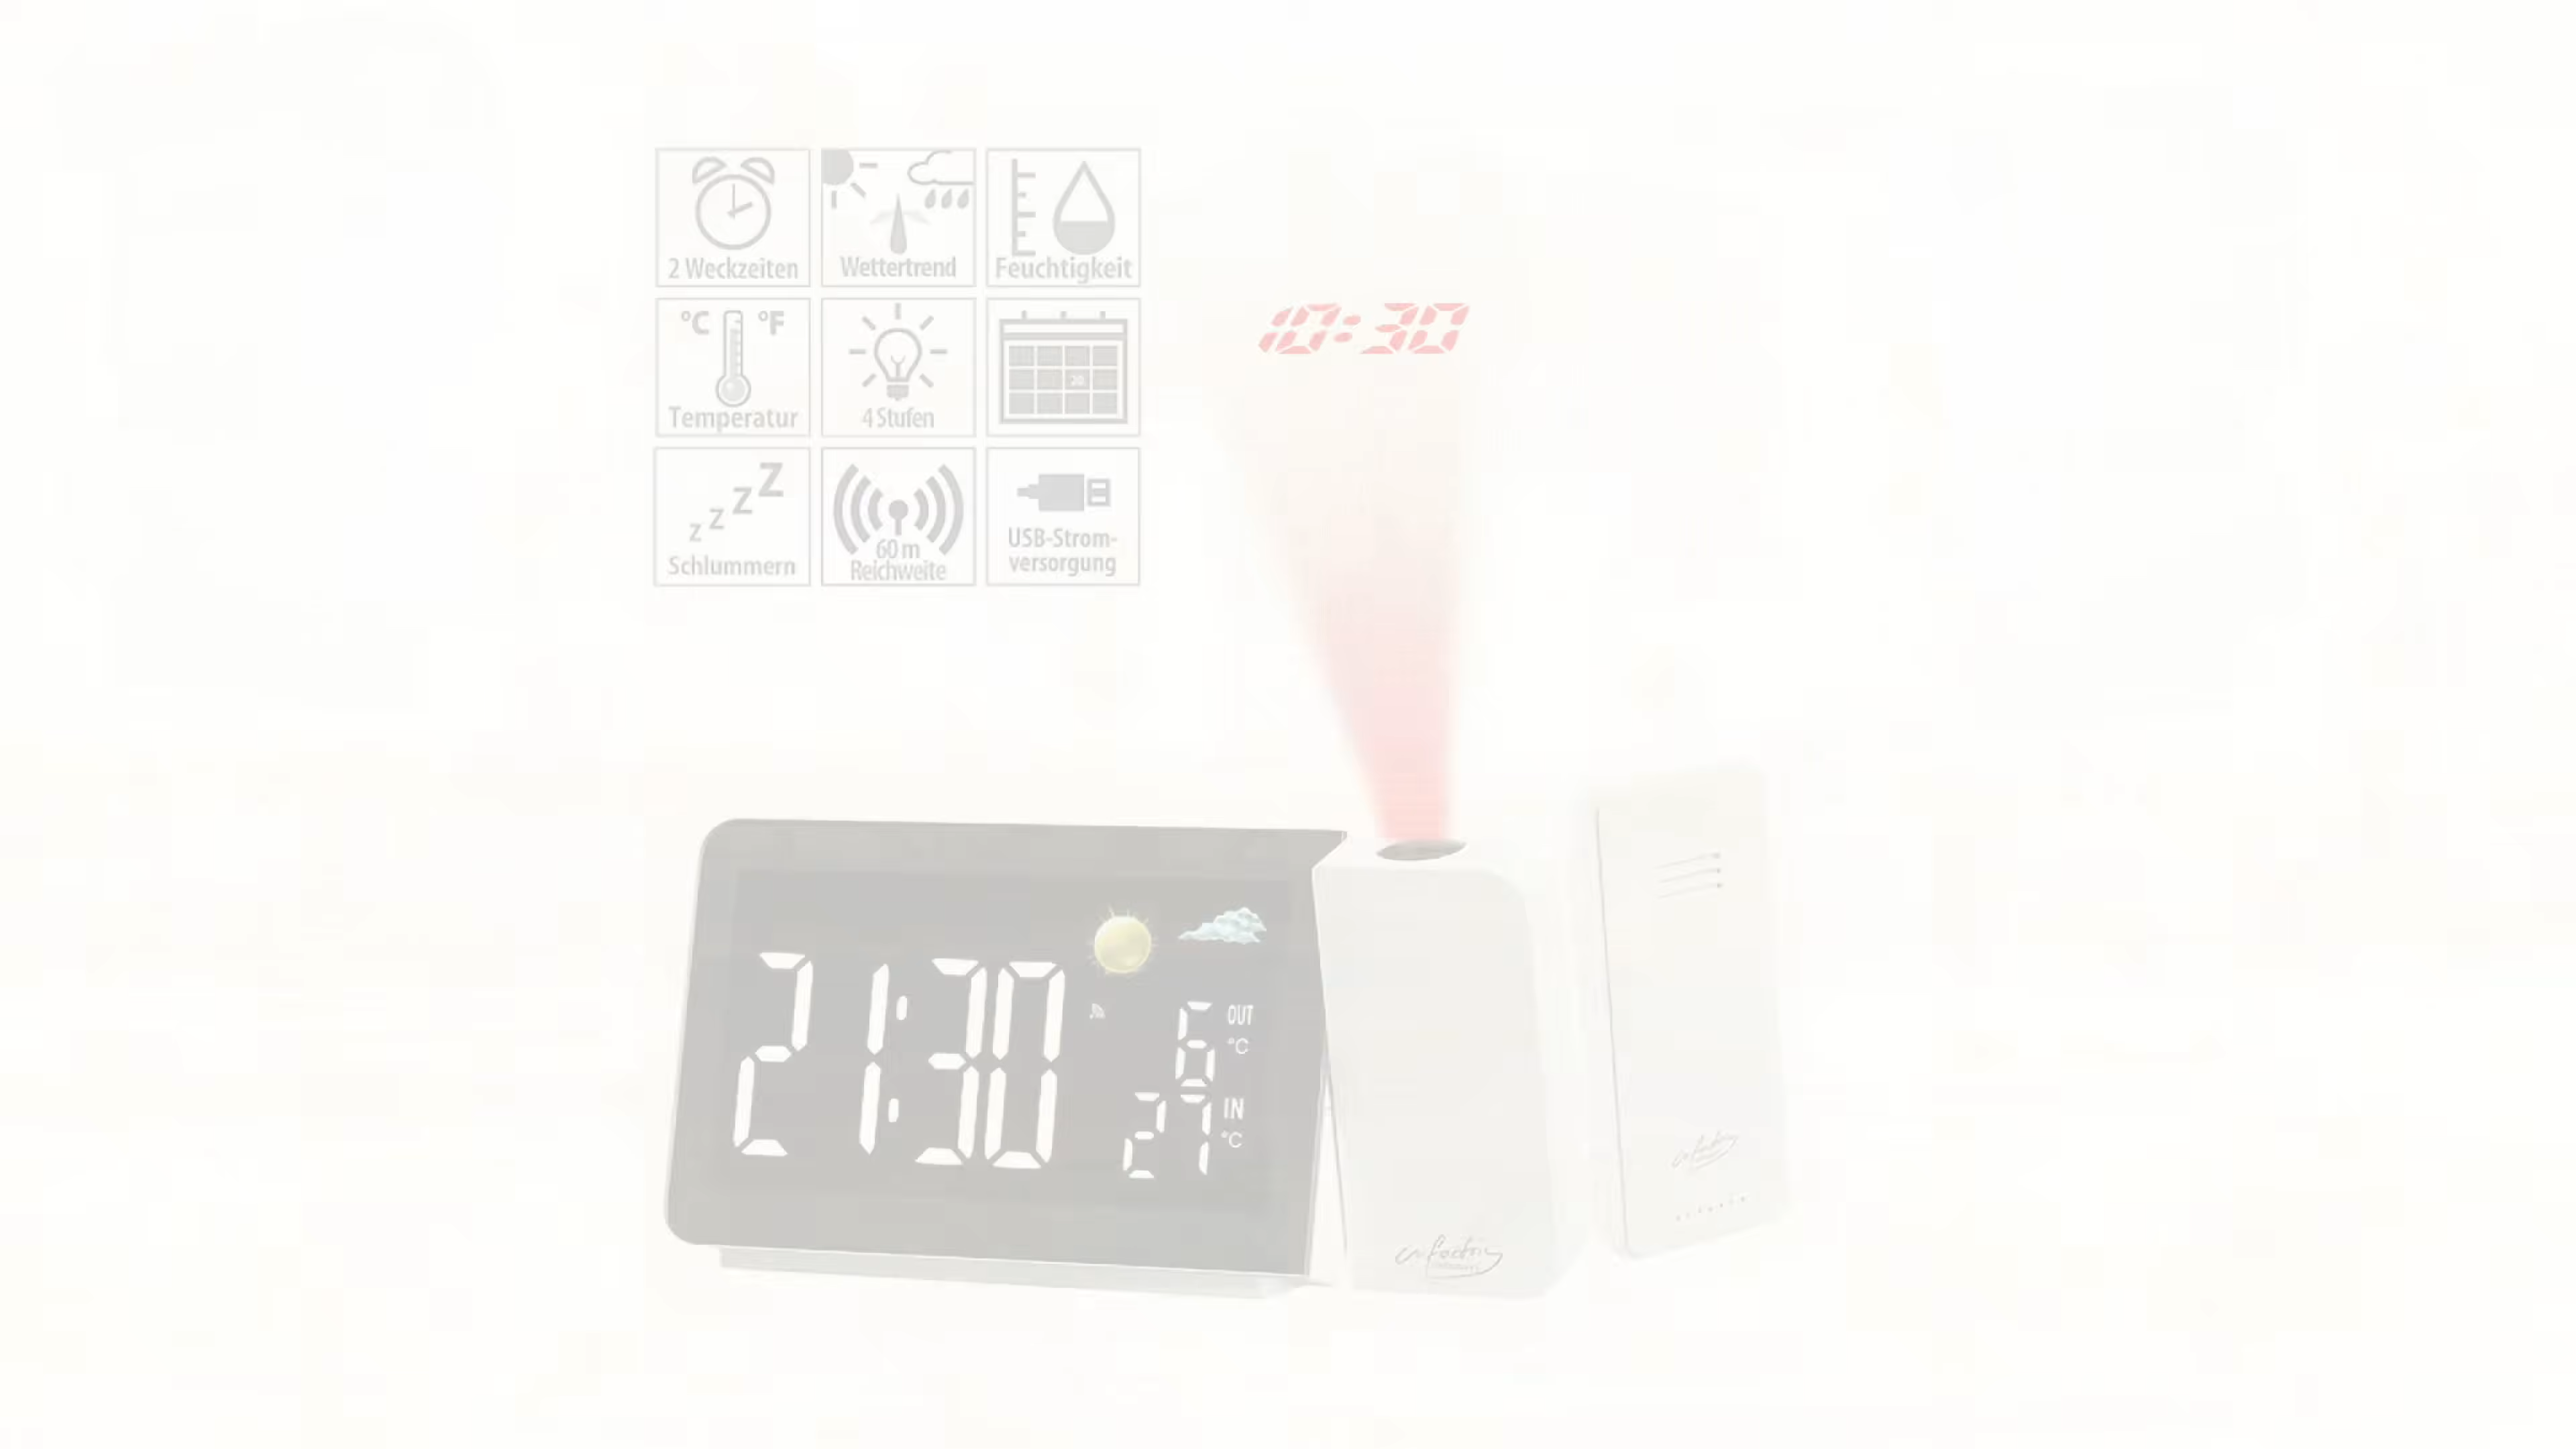 2 Weckzeiten
Wettertrend
Feuchtigkeit
°C °F
Temperatur
4 Stufen
20
z z z Z
Schlummern
60 m
Reichweite
USB-Strom-
versorgung
10:30
21:30
6 OUT
°C
27 IN
°C